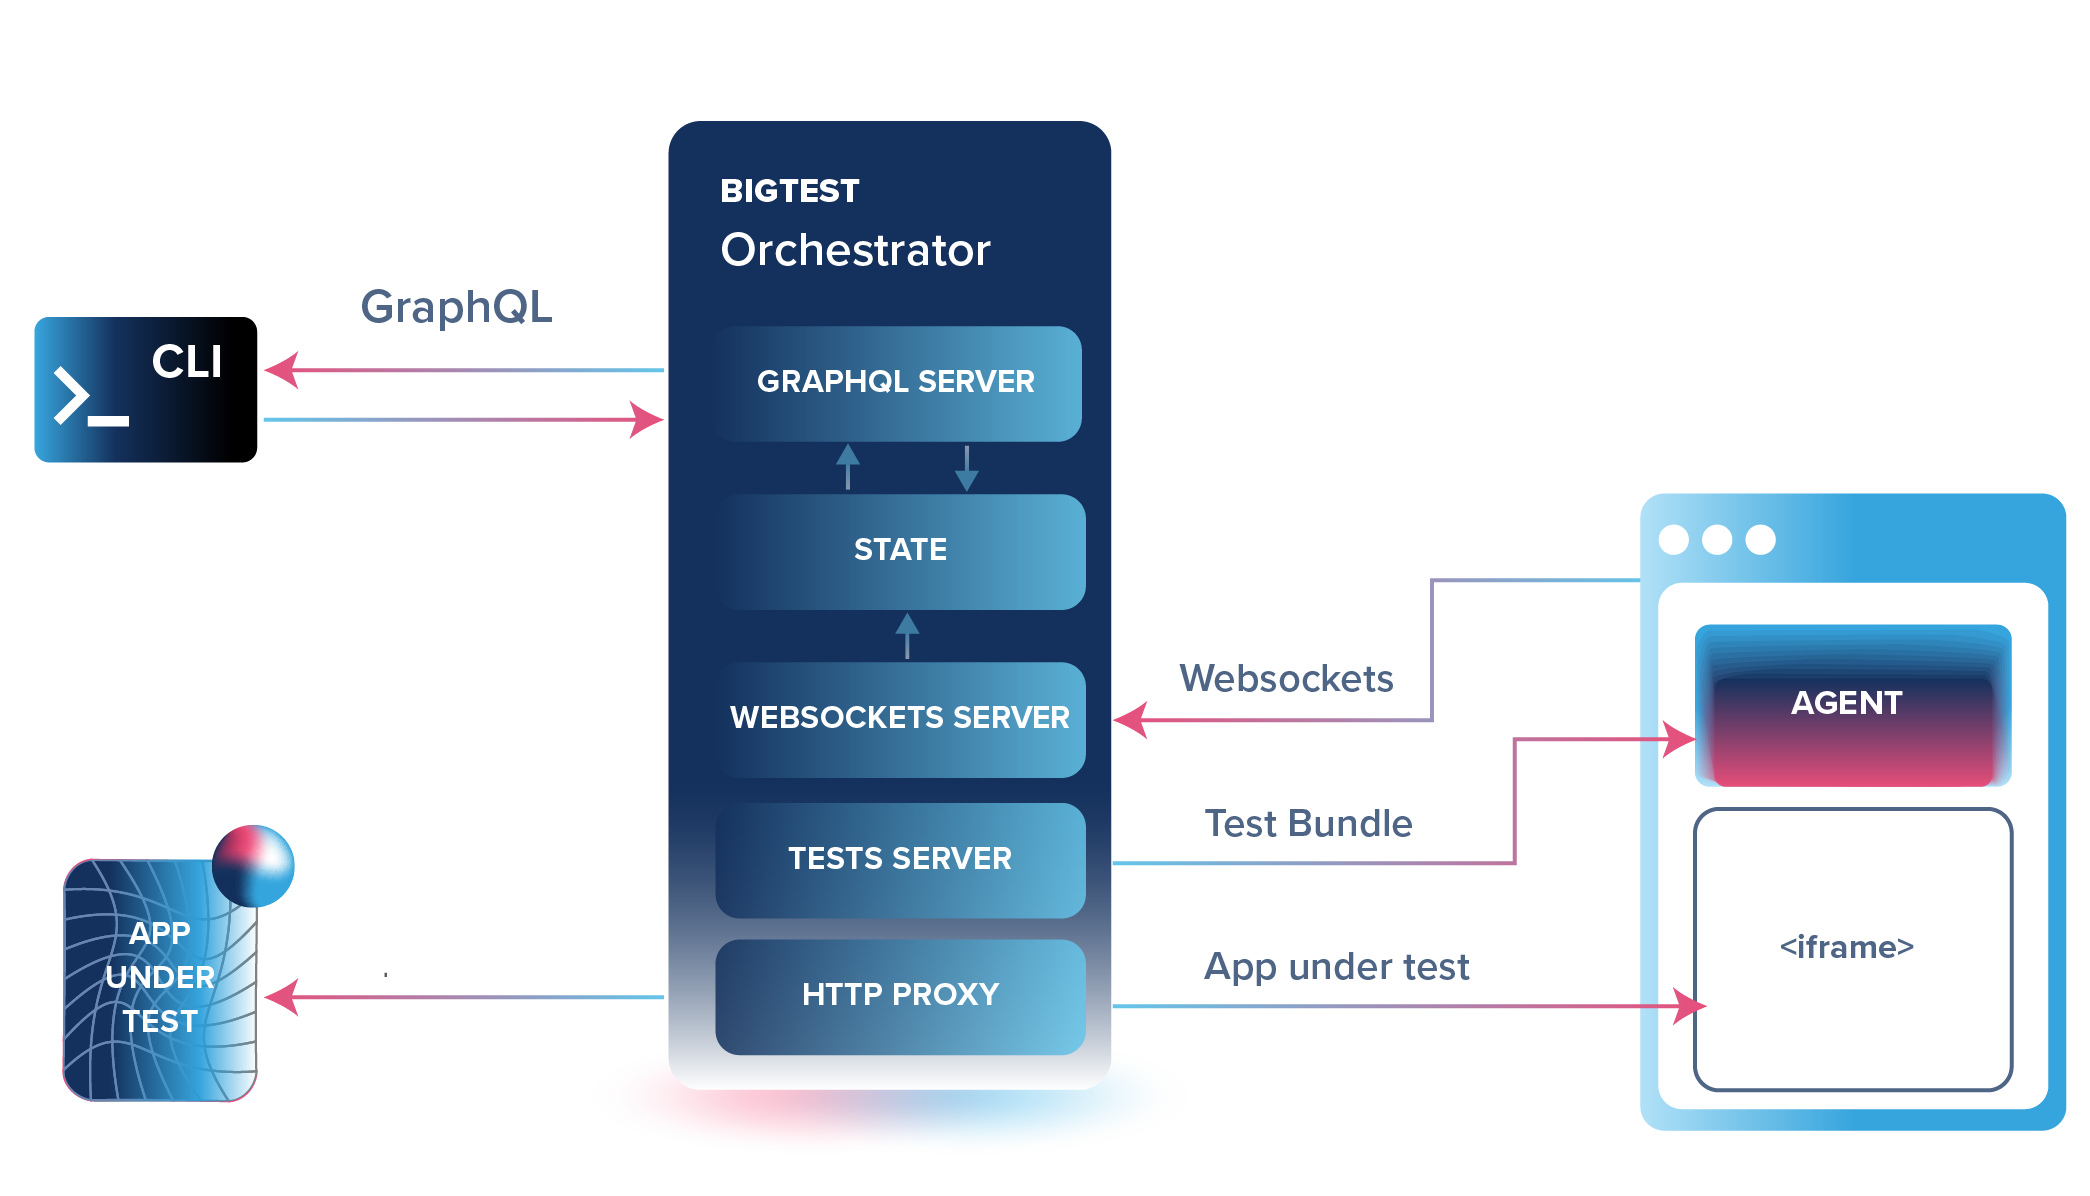 BIGTEST
Orchestrator
GraphQL
CLI
GRAPHQL SERVER
STATE
WEBSOCKETS SERVER
TESTS SERVER
HTTP PROXY
APP
UNDER
TEST
Websockets
Test Bundle
App under test
AGENT
<iframe>